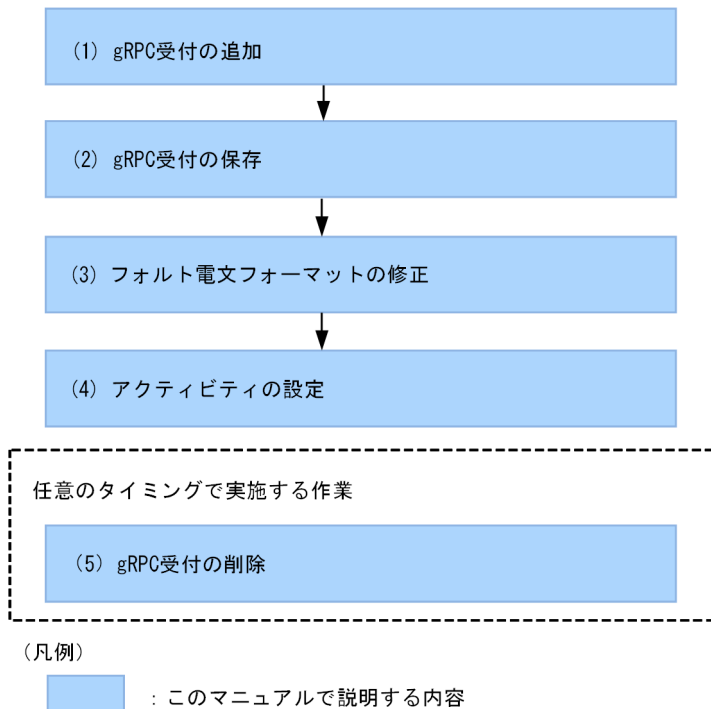 (1) gRPC受付の追加
(2) gRPC受付の保存
(3) フォルト電文フォーマットの修正
(4) アクティビティの設定
任意のタイミングで実施する作業
(5) gRPC受付の削除
(凡例)
：このマニュアルで説明する内容